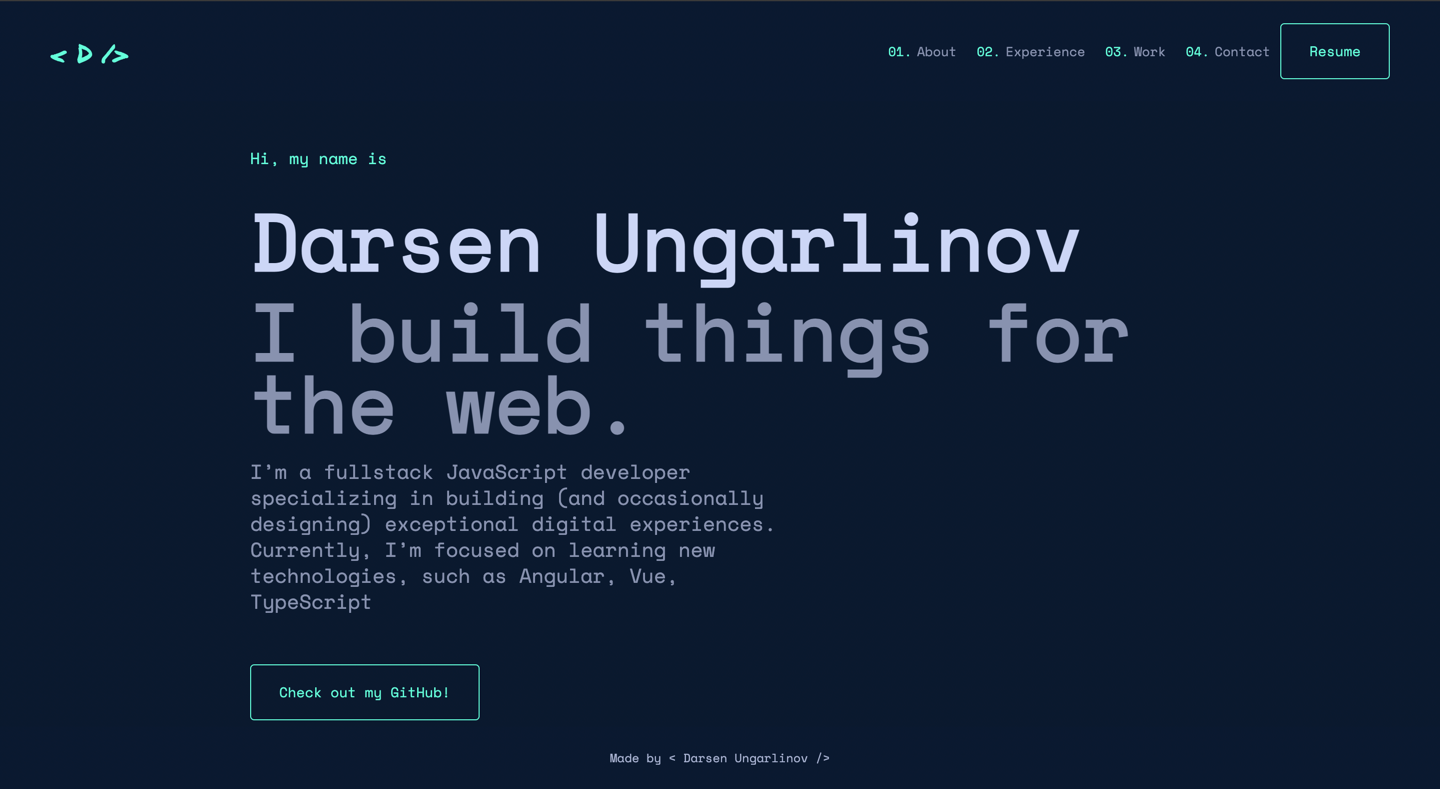 < D />
01. About 02. Experience 03. Work 04. Contact Resume
Hi, my name is
Darsen Ungarlinov
I build things for
the web.
I’m a fullstack JavaScript developer
specializing in building (and occasionally
designing) exceptional digital experiences.
Currently, I’m focused on learning new
technologies, such as Angular, Vue,
TypeScript
Check out my GitHub!
Made by < Darsen Ungarlinov />